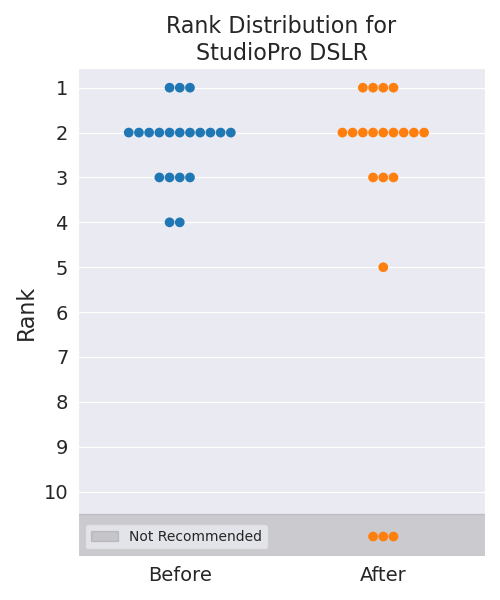 Rank Distribution for
StudioPro DSLR
1
2
3
4
5
6
7
8
9
10
Rank
Not Recommended
Before
After